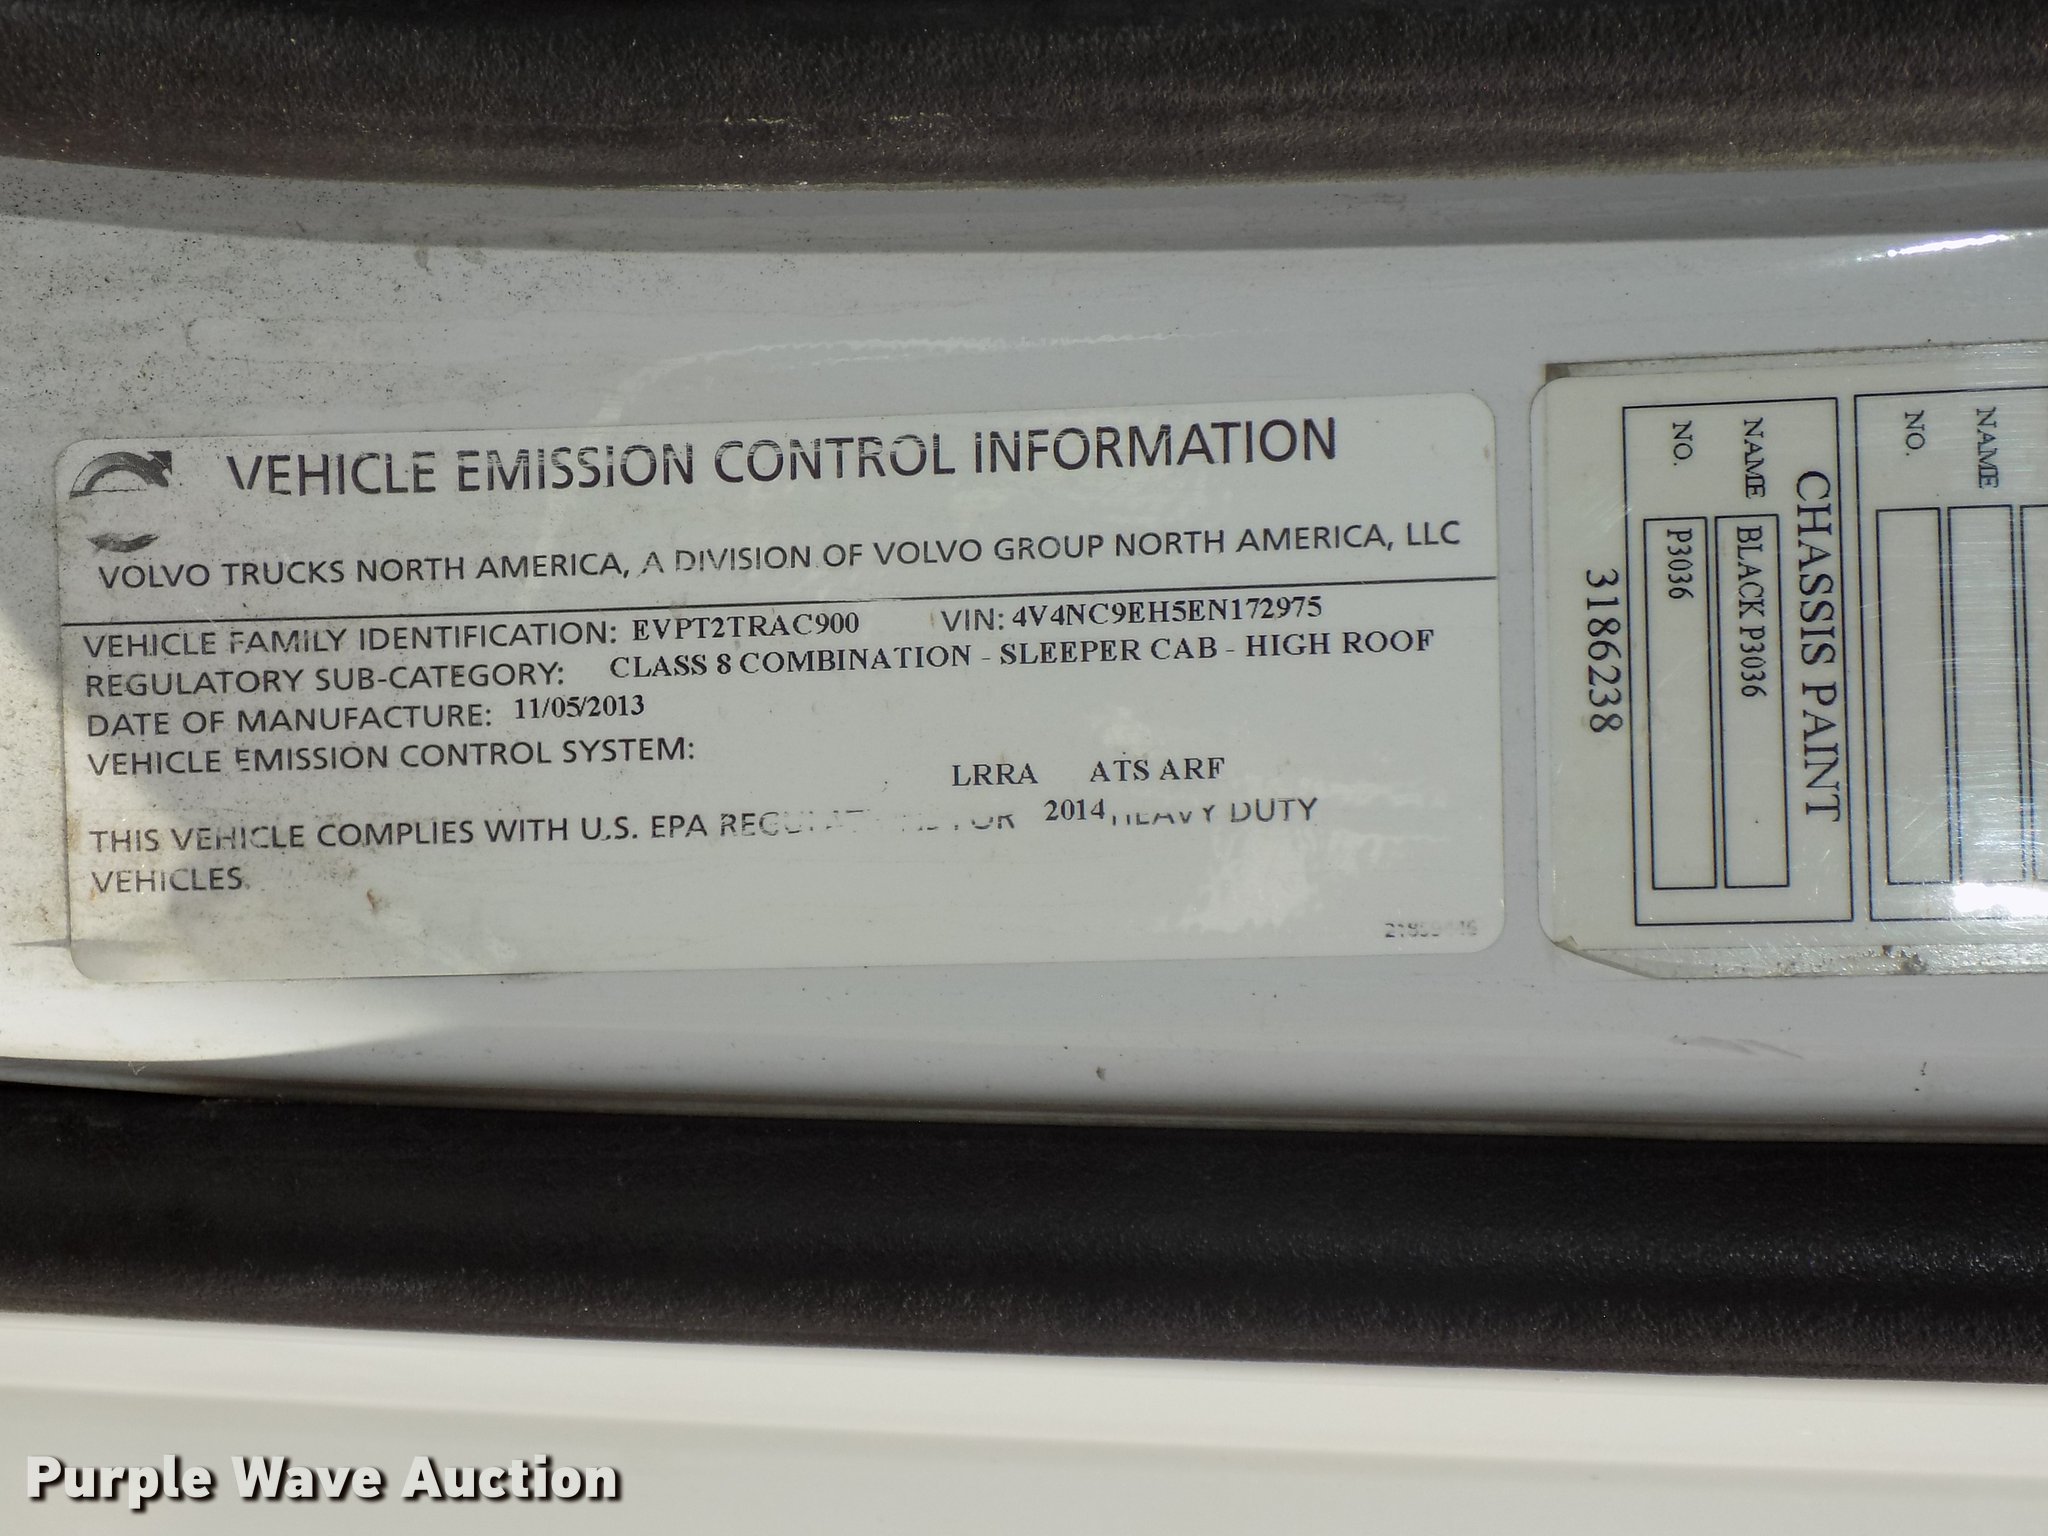 VEHICLE EMISSION CONTROL INFORMATION
VOLVO TRUCKS NORTH AMERICA, A DIVISION OF VOLVO GROUP NORTH AMERICA, LLC
VEHICLE FAMILY IDENTIFICATION: EVPT2TRAC900 VIN: 4V4NC9EH5EN172975
REGULATORY SUB-CATEGORY: CLASS 8 COMBINATION - SLEEPER CAB - HIGH ROOF
DATE OF MANUFACTURE: 11/05/2013
VEHICLE EMISSION CONTROL SYSTEM:
LRRA ATS ARF
THIS VEHICLE COMPLIES WITH U.S. EPA REGULATIONS FOR 2014 HEAVY DUTY
VEHICLES.
NAME
NO.
CHASSIS PAINT
NAME BLACK P3036
NO. P3036
3186238
Purple Wave Auction